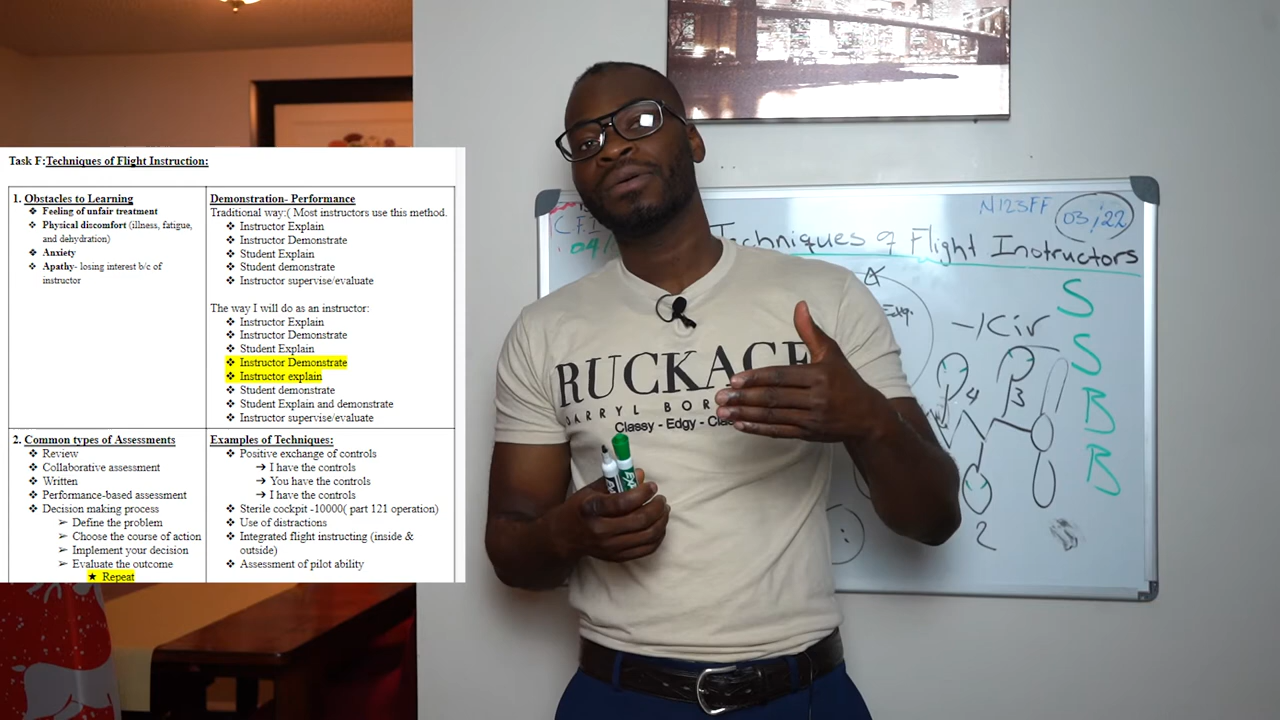 Task F:Techniques of Flight Instruction:
1. Obstacles to Learning
❖ Feeling of unfair treatment
❖ Physical discomfort (illness, fatigue,
and dehydration)
❖ Anxiety
❖ Apathy- losing interest b/c of
instructor
Demonstration- Performance
Traditional way:( Most instructors use this method.
❖ Instructor Explain
❖ Instructor Demonstrate
❖ Student Explain
❖ Student demonstrate
❖ Instructor supervise/evaluate
The way I will do as an instructor:
❖ Instructor Explain
❖ Instructor Demonstrate
❖ Student Explain
❖ Instructor Demonstrate
❖ Instructor explain
❖ Student demonstrate
❖ Student Explain and demonstrate
❖ Instructor supervise/evaluate
2. Common types of Assessments
❖ Review
❖ Collaborative assessment
❖ Written
❖ Performance-based assessment
❖ Decision making process
➢ Define the problem
➢ Choose the course of action
➢ Implement your decision
➢ Evaluate the outcome
★ Repeat
Examples of Techniques:
❖ Positive exchange of controls
➔ I have the controls
➔ You have the controls
➔ I have the controls
❖ Sterile cockpit -10000( part 121 operation)
❖ Use of distractions
❖ Integrated flight instructing (inside &
outside)
❖ Assessment of pilot ability
N123FF
03/22
C.F.I
04/
Techniques of Flight Instructors
S
S
B
B
4
3
2
RUCKAGE
DARRYL BOR
Classy - Edgy - Cla